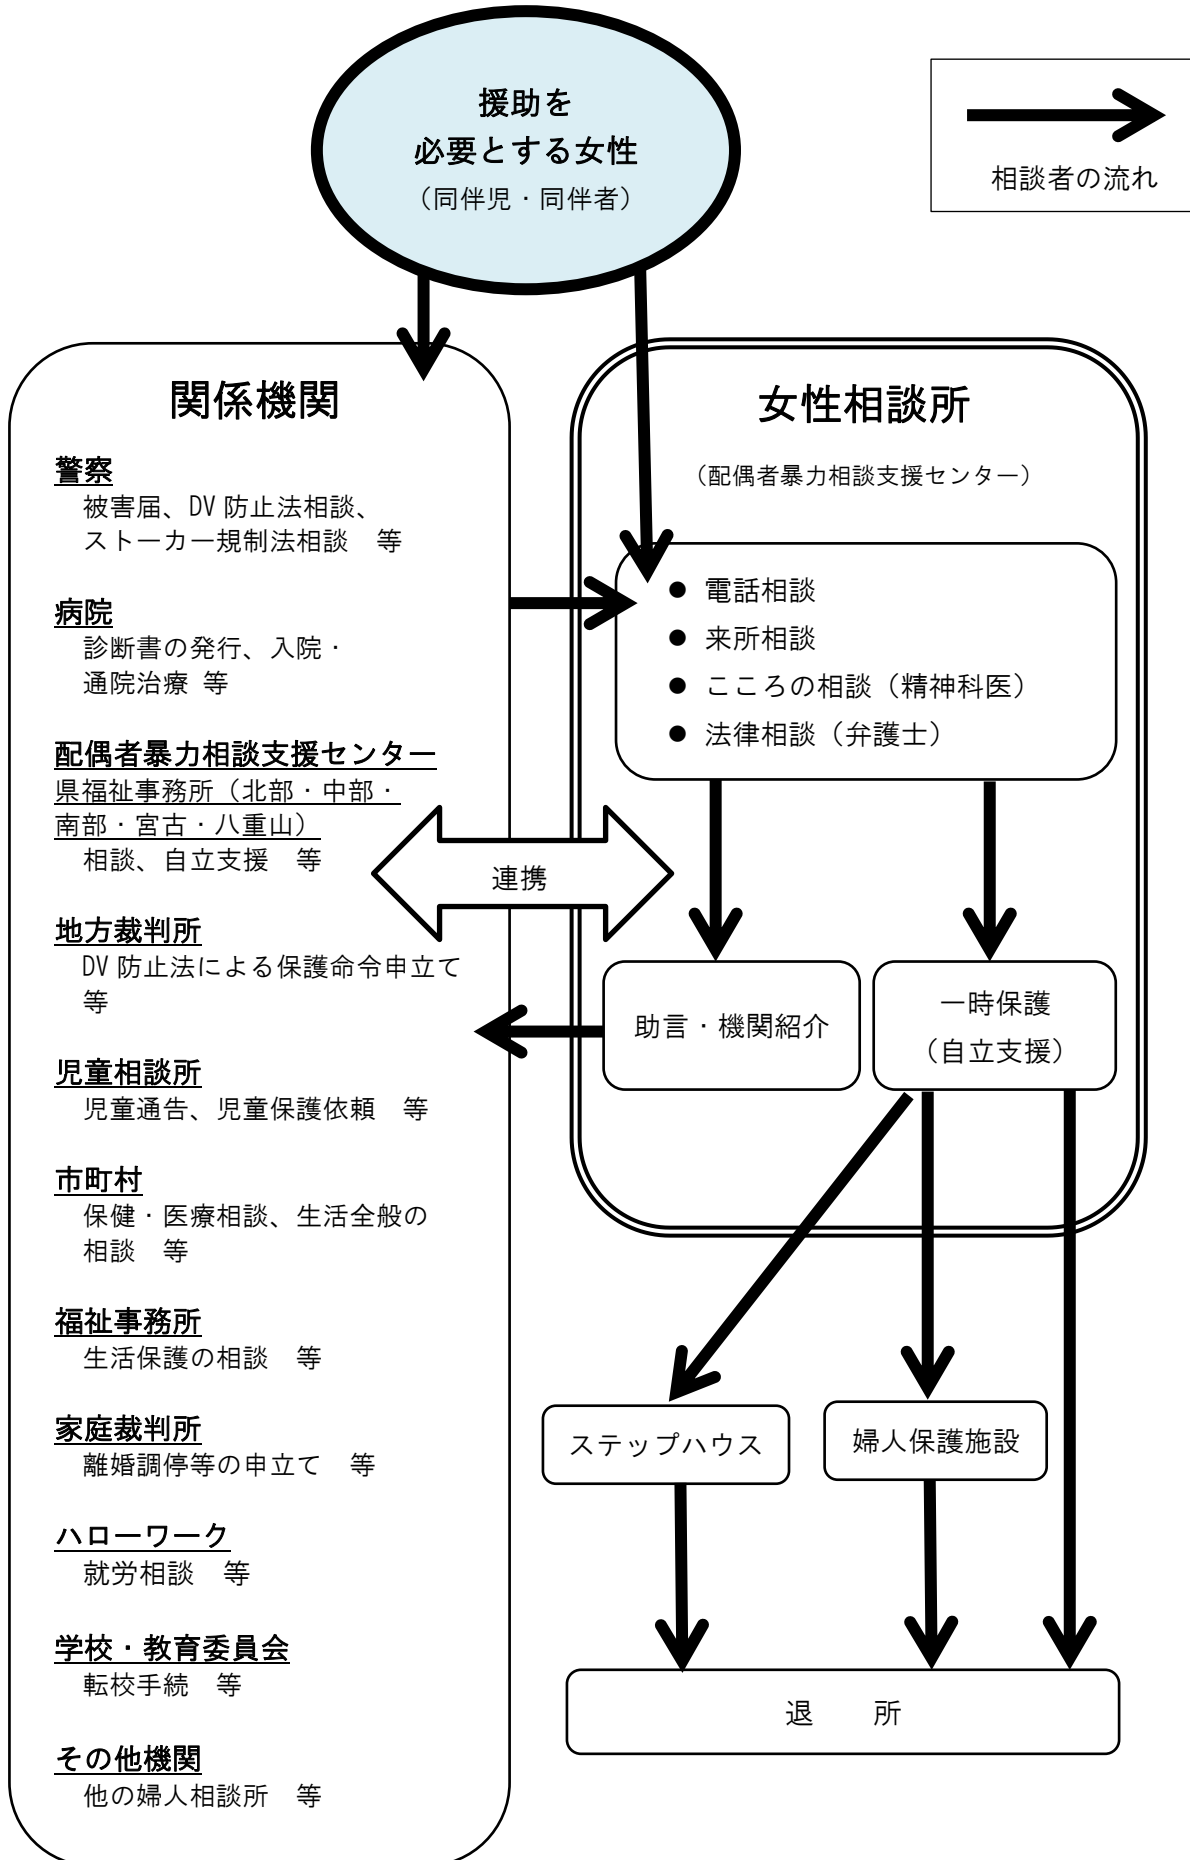 援助を
必要とする女性
（同伴児・同伴者）
相談者の流れ
関係機関
警察
被害届、DV 防止法相談、
ストーカー規制法相談　等
病院
診断書の発行、入院・
通院治療 等
配偶者暴力相談支援センター
県福祉事務所（北部・中部・
南部・宮古・八重山）
相談、自立支援　等
地方裁判所
DV 防止法による保護命令申立て
等
児童相談所
児童通告、児童保護依頼　等
市町村
保健・医療相談、生活全般の
相談　等
福祉事務所
生活保護の相談　等
家庭裁判所
離婚調停等の申立て　等
ハローワーク
就労相談　等
学校・教育委員会
転校手続　等
その他機関
他の婦人相談所　等
連携
女性相談所
（配偶者暴力相談支援センター）
● 電話相談
● 来所相談
● こころの相談（精神科医）
● 法律相談（弁護士）
助言・機関紹介
一時保護
（自立支援）
ステップハウス
婦人保護施設
退　　所